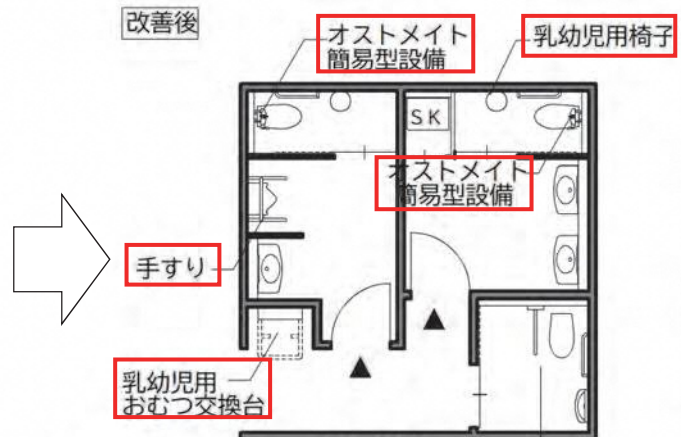 改善後
オストメイト
簡易型設備
乳幼児用椅子
SK
オストメイト
簡易型設備
手すり
乳幼児用
おむつ交換台